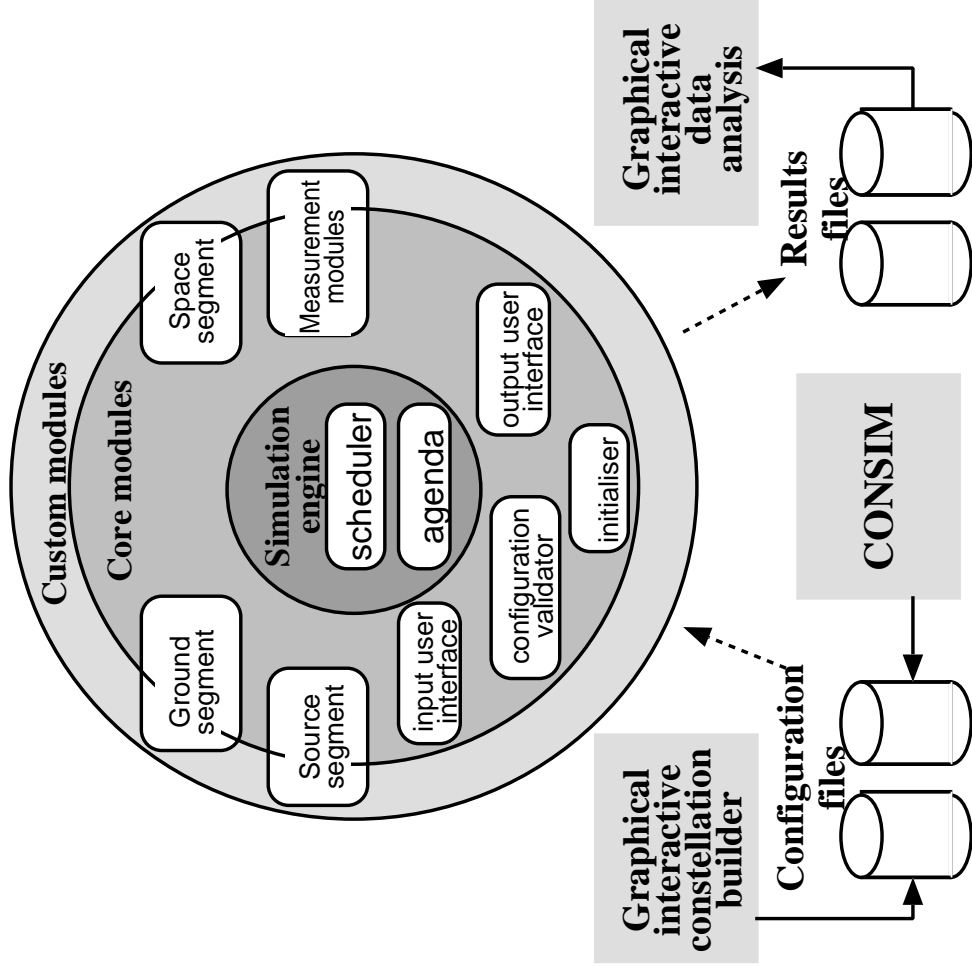 Custom modules
Core modules
Ground
segment
Space
segment
Source
segment
Simulation
engine
Measurement
modules
scheduler
agenda
input user
interface
output user
interface
configuration
validator
initialiser
Graphical
interactive
constellation
builder
Graphical
interactive
data
analysis
Configuration
files
CONSIM
Results
files